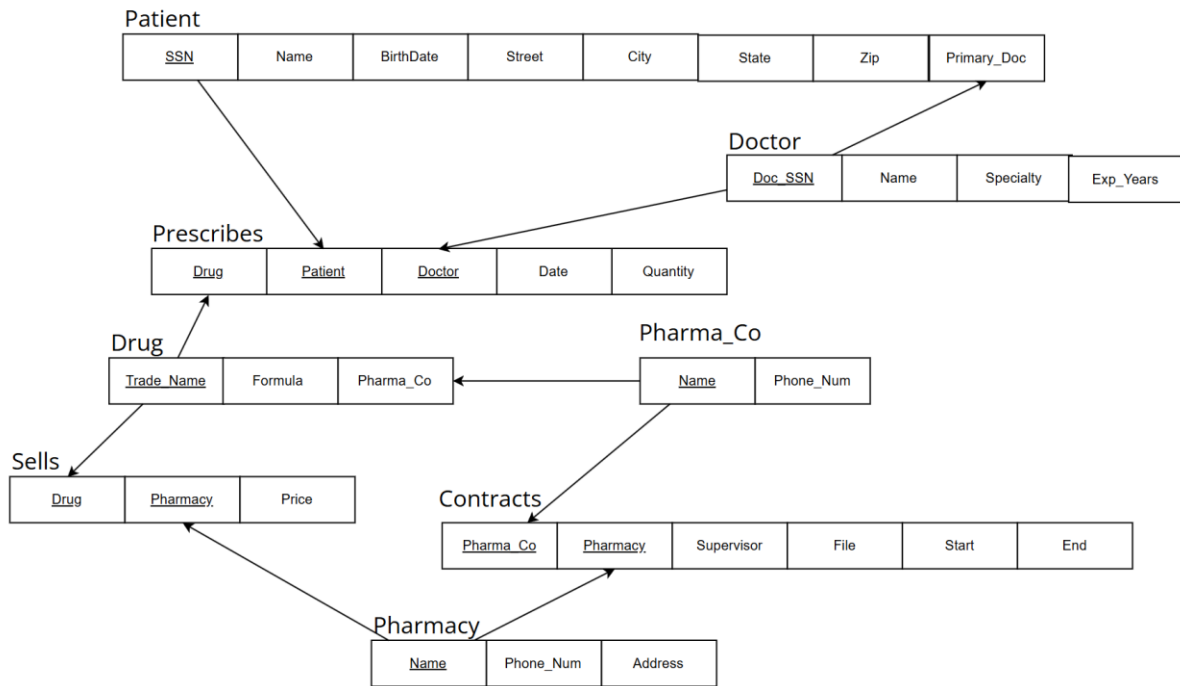 Patient
SSN Name BirthDate Street City State Zip Primary_Doc
Doctor
Doc_SSN Name Specialty Exp_Years
Prescribes
Drug Patient Doctor Date Quantity
Drug
Trade_Name Formula Pharma_Co
Pharma_Co
Name Phone_Num
Sells
Drug Pharmacy Price
Contracts
Pharma_Co Pharmacy Supervisor File Start End
Pharmacy
Name Phone_Num Address